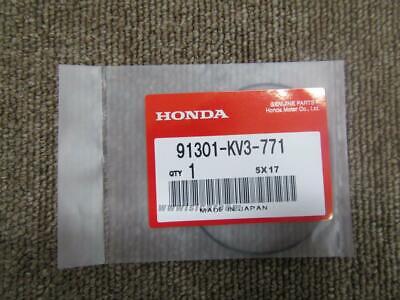 HONDA
GENUINE PARTS
Honda Motor Co., Ltd.
91301-KV3-771
QTY 1
5X17
MADE IN JAPAN